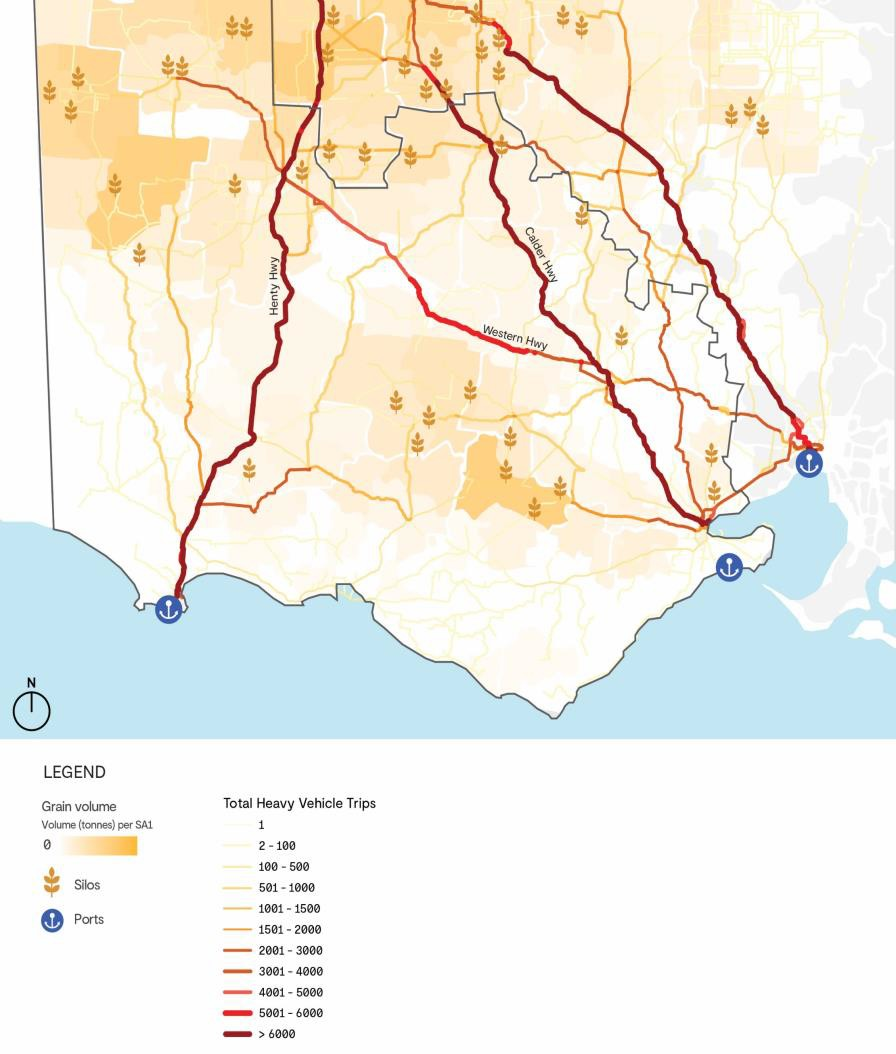 Henty Hwy
Calder Hwy
Western Hwy
N
LEGEND
Grain volume
Volume (tonnes) per SA1
0
Silos
Ports
Total Heavy Vehicle Trips
1
2 - 100
100 - 500
501 - 1000
1001 - 1500
1501 - 2000
2001 - 3000
3001 - 4000
4001 - 5000
5001 - 6000
> 6000